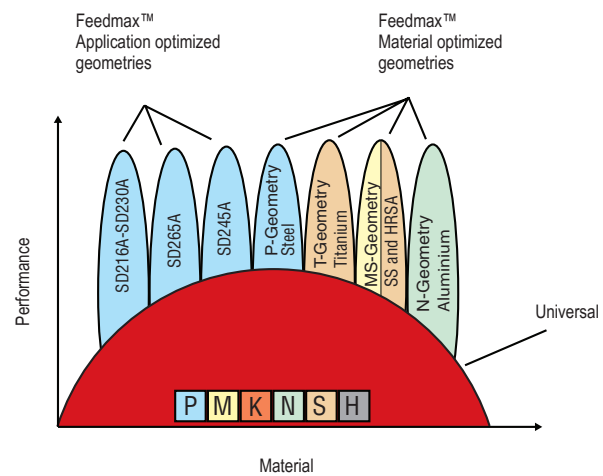 Feedmax™
Application optimized
geometries
Feedmax™
Material optimized
geometries
Performance
SD216A-SD230A
SD265A
SD245A
P-Geometry
Steel
T-Geometry
Titanium
MS-Geometry
SS and HRSA
N-Geometry
Aluminium
Universal
P M K N S H
Material